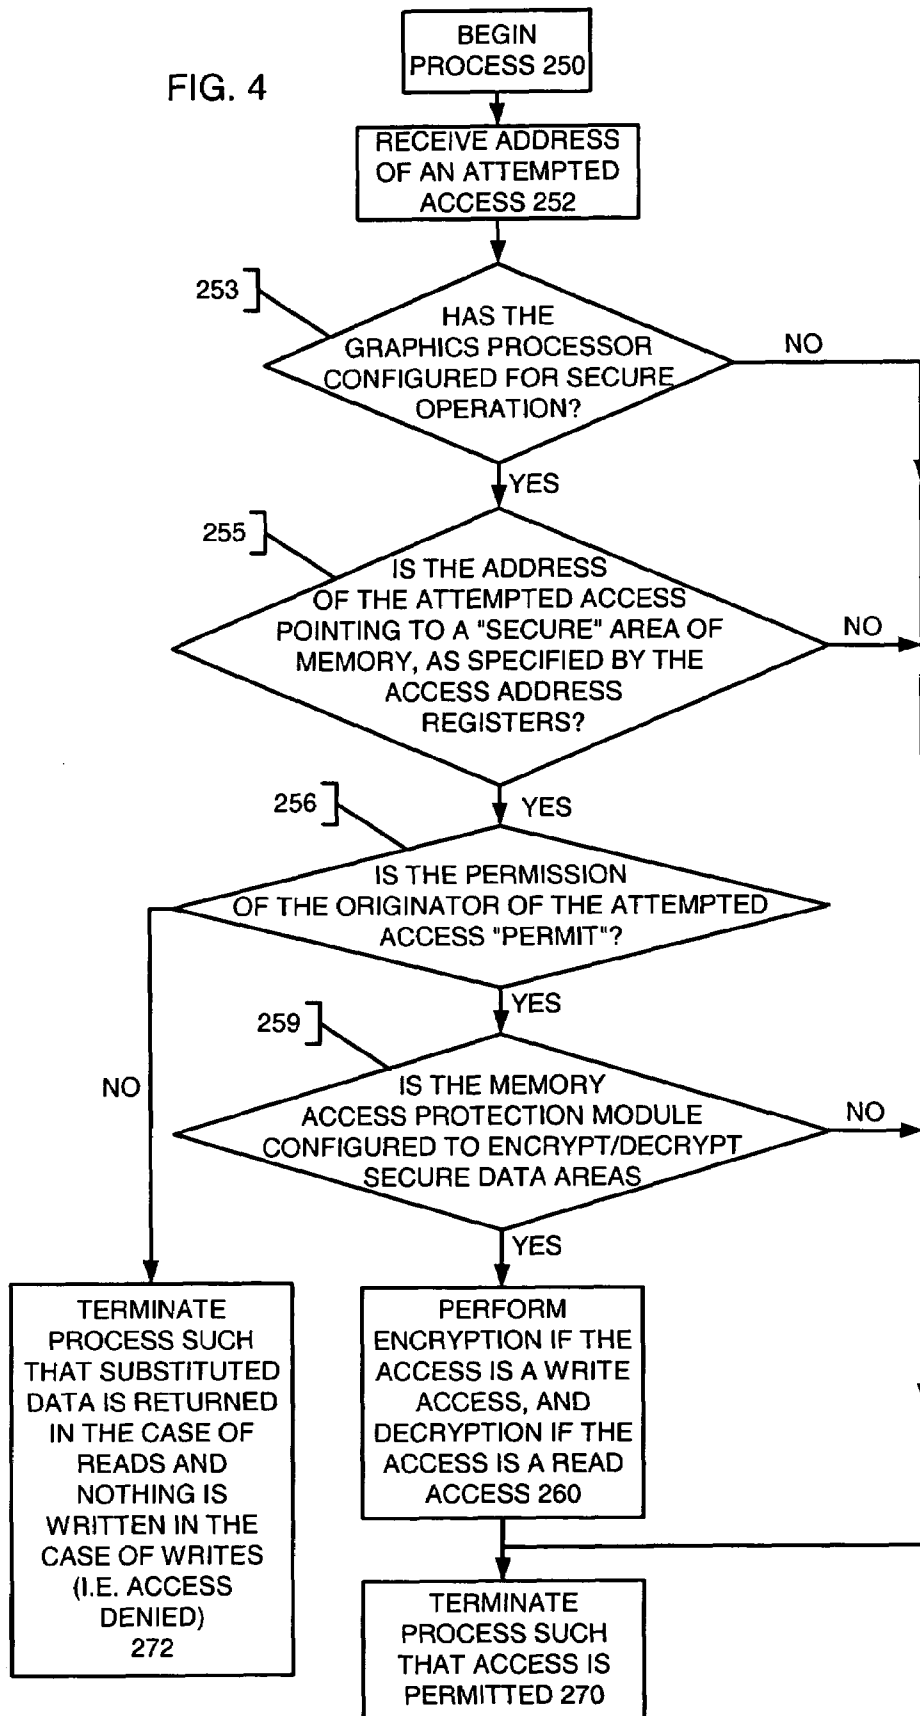 FIG. 4
BEGIN
PROCESS 250
RECEIVE ADDRESS
OF AN ATTEMPTED
ACCESS 252
253
HAS THE
GRAPHICS PROCESSOR
CONFIGURED FOR SECURE
OPERATION?
NO
YES
255
IS THE ADDRESS
OF THE ATTEMPTED ACCESS
POINTING TO A "SECURE" AREA OF
MEMORY, AS SPECIFIED BY THE
ACCESS ADDRESS
REGISTERS?
NO
YES
256
IS THE PERMISSION
OF THE ORIGINATOR OF THE ATTEMPTED
ACCESS "PERMIT"?
NO
YES
259
IS THE MEMORY
ACCESS PROTECTION MODULE
CONFIGURED TO ENCRYPT/DECRYPT
SECURE DATA AREAS
NO
YES
TERMINATE
PROCESS SUCH
THAT SUBSTITUTED
DATA IS RETURNED
IN THE CASE OF
READS AND
NOTHING IS
WRITTEN IN THE
CASE OF WRITES
(I.E. ACCESS
DENIED)
272
PERFORM
ENCRYPTION IF THE
ACCESS IS A WRITE
ACCESS, AND
DECRYPTION IF THE
ACCESS IS A READ
ACCESS 260
TERMINATE
PROCESS SUCH
THAT ACCESS IS
PERMITTED 270